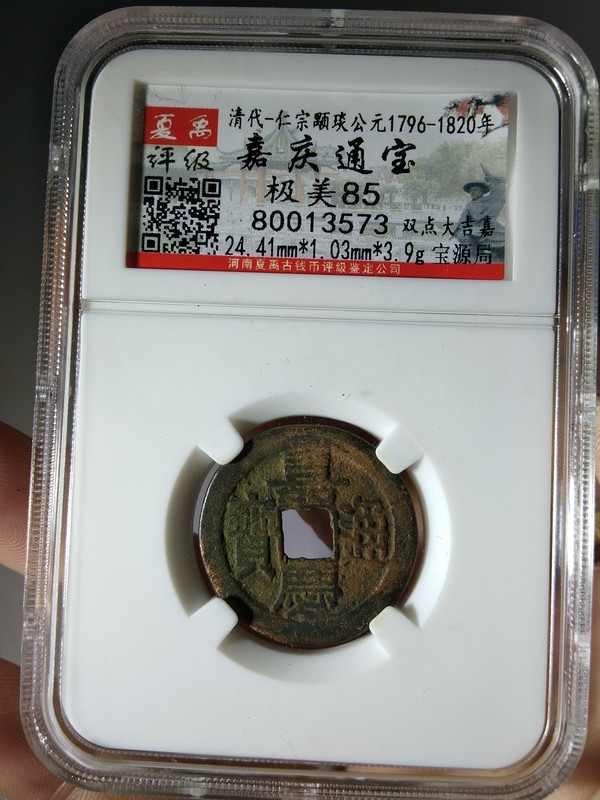 夏禹
评级
清代-仁宗颙琰公元1796-1820年
嘉庆通宝
极美85
80013573 双点大吉嘉
24.41mm*1.03mm*3.9g 宝源局
河南夏禹古钱币评级鉴定公司
嘉慶通寶